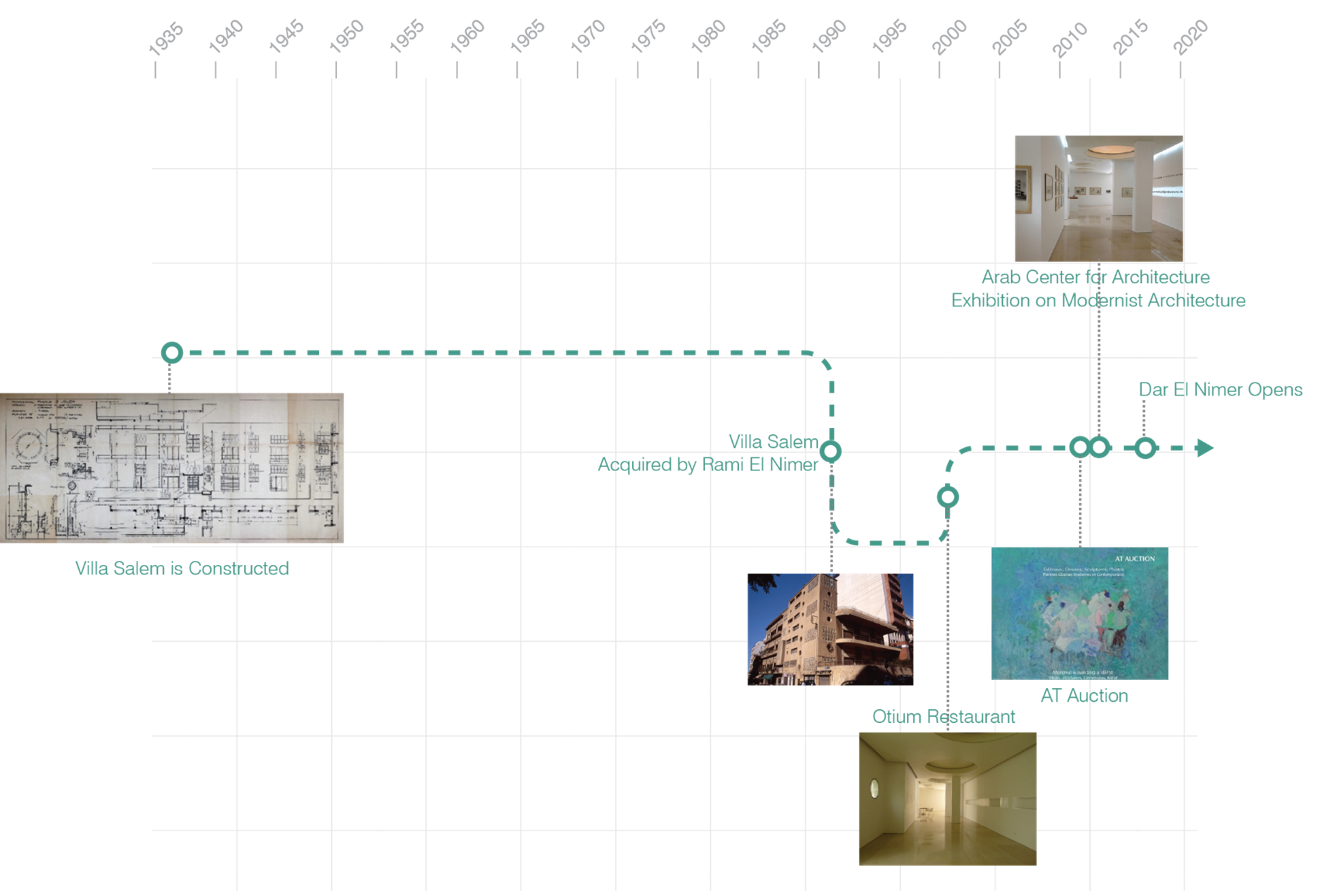 1935 1940 1945 1950 1955 1960 1965 1970 1975 1980 1985 1990 1995 2000 2005 2010 2015 2020
Arab Center for Architecture
Exhibition on Modernist Architecture
Dar El Nimer Opens
Villa Salem
Acquired by Rami El Nimer
Villa Salem is Constructed
AT AUCTION
AT Auction
Otium Restaurant